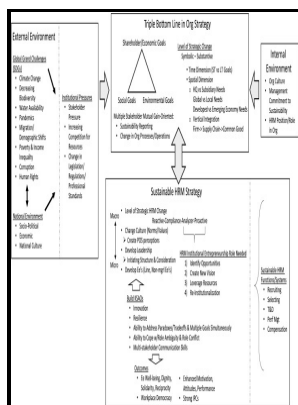 External Environment
Global Grand Challenges
(SDGs)
• Climate Change
• Decreasing
Biodiversity
• Water Availability
• Pandemics
• Migration/
Demographic Shifts
• Poverty & Income
Inequality
• Corruption
• Human Rights
Institutional Pressures
• Stakeholder
Pressure
• Increasing
Competition for
Resources
• Change in
Legislation/
Regulation/
Professional
Standards
National Environment
• Socio-Political
• Economic
• National Culture
Triple Bottom Line in Org Strategy
Shareholder/Economic Goals
Social Goals
Environmental Goals
Multiple Stakeholder Mutual Gain-Oriented
• Sustainability Reporting
• Change in Org Processes/Operations
Level of Strategic Change
Symbolic - Substantive
• Time Dimension (ST vs LT Goals)
• Spatial Dimension
HQ vs Subsidiary Needs
Global vs Local Needs
Developed vs Emerging Economy Needs
Vertical Integration
Firm > Supply Chain > Common Good
Internal
Environment
• Org Culture
• Management
Commitment to
Sustainability
• HRM Position/Role
in Org
Sustainable HRM Strategy
Macro
Micro
• Level of Strategic HRM Change
Reactive-Compliance-Analyzer-Proactive
• Change Culture (Norms/Values)
➢ Create POS perceptions
• Develop Leadership
➢ Initiating Structure & Consideration
• Develop Ee's (Line, Non-mgt Ee's)
HRM Institutional Entrepreneurship Role Needed
1) Identify Opportunities
2) Create New Vision
3) Leverage Resources
4) Re-Institutionalization
Build KSAOs
• Innovation
• Resilience
• Ability to Address Paradoxes/Tradeoffs & Multiple Goals Simultaneously
• Ability to Cope w/Role Ambiguity & Role Conflict
• Multi-stakeholder Communication Skills
Outcomes
• Ee Well-being, Dignity,
Solidarity, Reciprocity
• Workplace Democracy
• Enhanced Motivation,
Attitudes, Performance
• Strong IPOs
Sustainable HRM
Functions/Systems
• Recruiting
• Selecting
• T&D
• Perf Mgt
• Compensation